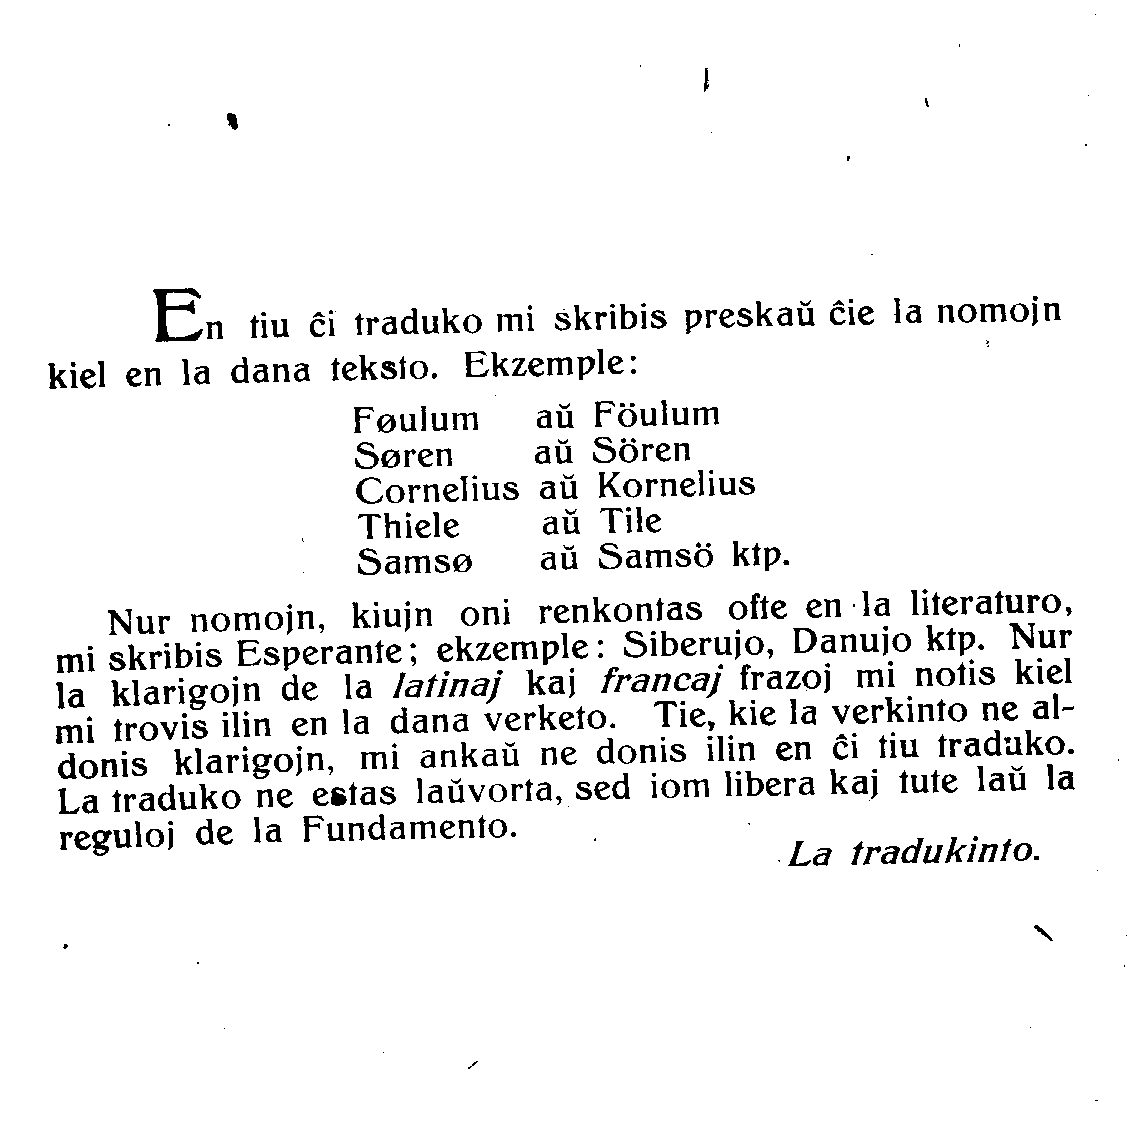 En tiu ĉi traduko mi skribis preskaŭ ĉie la nomojn
kiel en la dana teksto. Ekzemple:
Føulum aŭ Föulum
Søren aŭ Sören
Cornelius aŭ Kornelius
Thiele aŭ Tile
Samsø aŭ Samsö ktp.
Nur nomojn, kiujn oni renkontas ofte en la literaturo,
mi skribis Esperante; ekzemple: Siberujo, Danujo ktp. Nur
la klarigojn de la latinaj kaj francaj frazoj mi notis kiel
mi trovis ilin en la dana verketo. Tie, kie la verkinto ne al-
donis klarigojn, mi ankaŭ ne donis ilin en ĉi tiu traduko.
La traduko ne estas laŭvorta, sed iom libera kaj tute laŭ la
reguloj de la Fundamento.
La tradukinto.